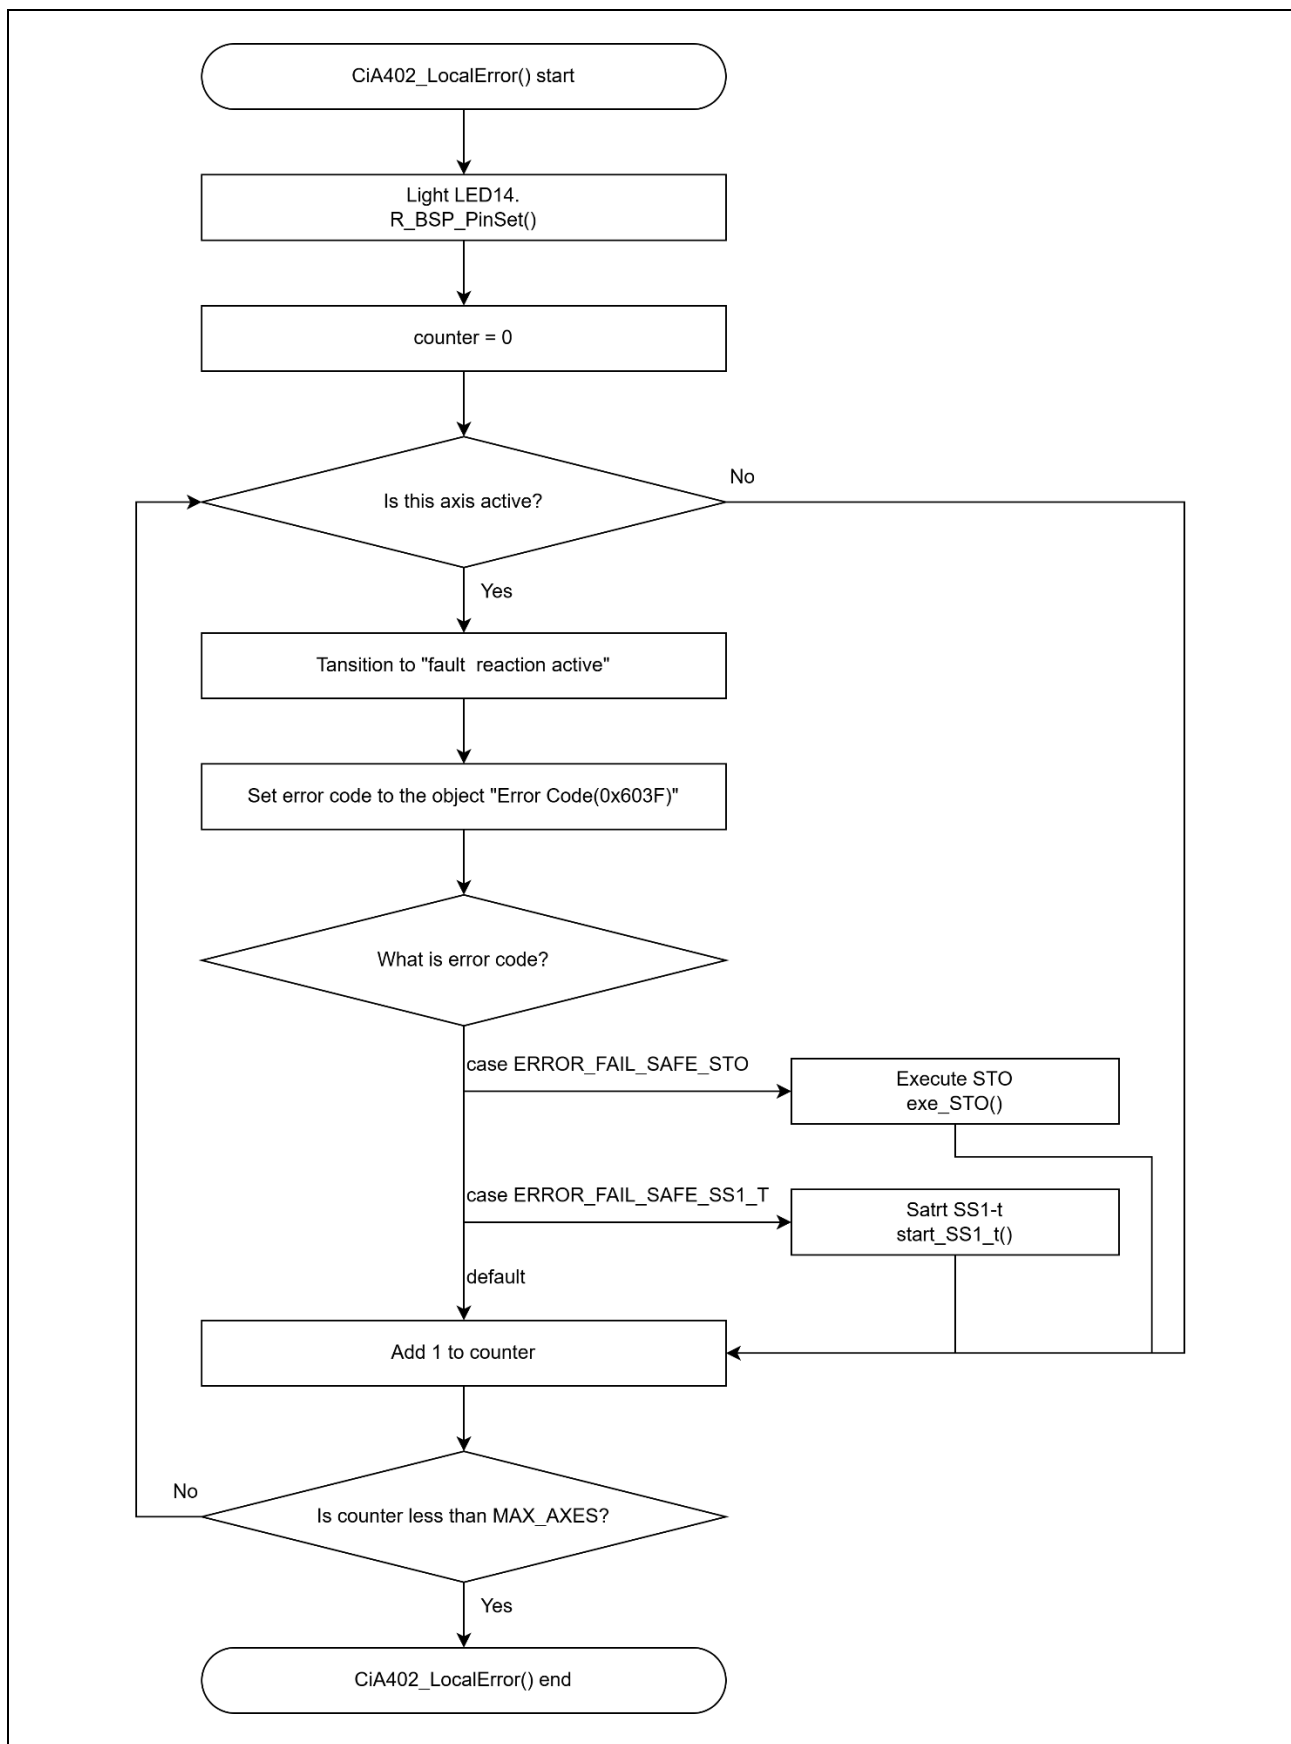 CiA402_LocalError() start
Light LED14.
R_BSP_PinSet()
counter = 0
Is this axis active?
No
Yes
Tansition to "fault  reaction active"
Set error code to the object "Error Code(0x603F)"
What is error code?
case ERROR_FAIL_SAFE_STO
Execute STO
exe_STO()
case ERROR_FAIL_SAFE_SS1_T
Satrt SS1-t
start_SS1_t()
default
Add 1 to counter
Is counter less than MAX_AXES?
No
Yes
CiA402_LocalError() end